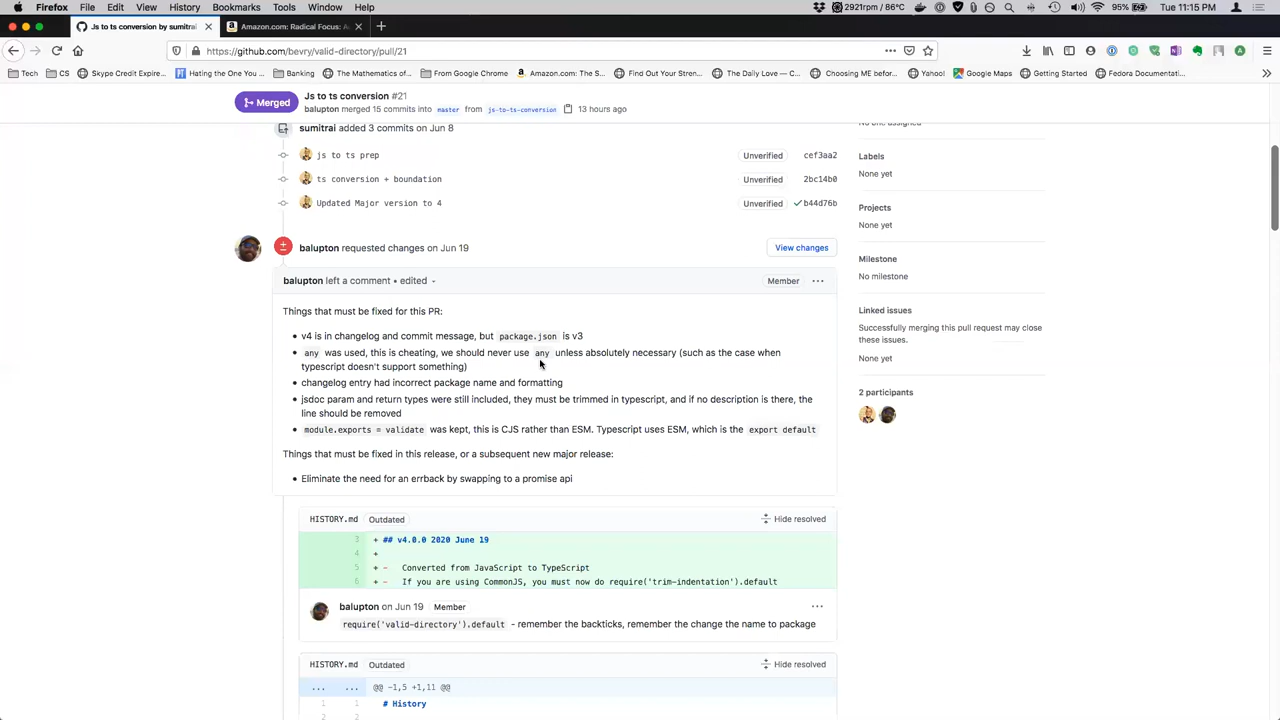 Firefox File Edit View History Bookmarks Tools Window Help
2921rpm / 86°C 95% Tue 11:15 PM
Js to ts conversion by sumitrai
Amazon.com: Radical Focus: A
https://github.com/bevry/valid-directory/pull/21
Tech CS Skype Credit Expire... Hating the One You ... Banking The Mathematics of... From Google Chrome Amazon.com: The S... Find Out Your Stren... The Daily Love — C... Choosing ME befor... Yahoo! Google Maps Getting Started Fedora Documentati...
Merged
Js to ts conversion #21
balupton merged 15 commits into master from js-to-ts-conversion 13 hours ago
sumitrai added 3 commits on Jun 8
js to ts prep Unverified cef3aa2
ts conversion + boundation Unverified 2bc14b0
Updated Major version to 4 Unverified b44d76b
balupton requested changes on Jun 19 View changes
balupton left a comment • edited Member ...
Things that must be fixed for this PR:
• v4 is in changelog and commit message, but package.json is v3
• any was used, this is cheating, we should never use any unless absolutely necessary (such as the case when
typescript doesn't support something)
• changelog entry had incorrect package name and formatting
• jsdoc param and return types were still included, they must be trimmed in typescript, and if no description is there, the
line should be removed
• module.exports = validate was kept, this is CJS rather than ESM. Typescript uses ESM, which is the export default
Things that must be fixed in this release, or a subsequent new major release:
• Eliminate the need for an errback by swapping to a promise api
HISTORY.md Outdated Hide resolved
3 + ## v4.0.0 2020 June 19
4 +
5 + - Converted from JavaScript to TypeScript
6 + - If you are using CommonJS, you must now do require('trim-indentation').default
balupton on Jun 19 Member ...
require('valid-directory').default - remember the backticks, remember the change the name to package
HISTORY.md Outdated Hide resolved
... ... @@ -1,5 +1,11 @@
1 1 # History
2 2
Labels
None yet
Projects
None yet
Milestone
No milestone
Linked issues
Successfully merging this pull request may close
these issues.
None yet
2 participants